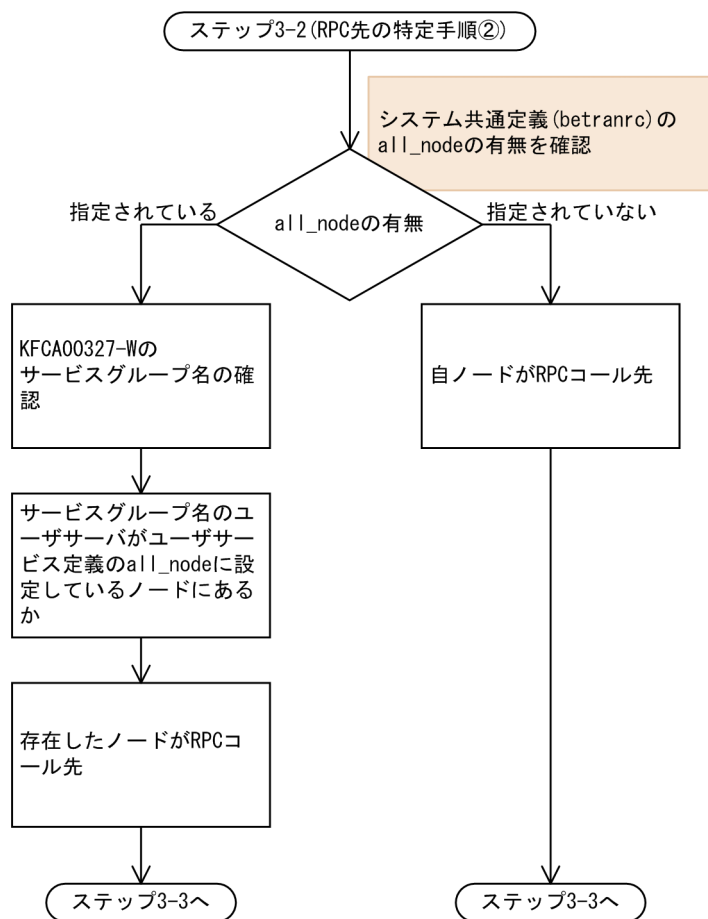 ステップ3-2(RPC先の特定手順②)
システム共通定義(betranrc)の
all_nodeの有無を確認
指定されている
all_nodeの有無
指定されていない
KFCA00327-Wの
サービスグループ名の確
認
自ノードがRPCコール先
サービスグループ名のユ
ーザサーバがユーザサー
ビス定義のall_nodeに設
定しているノードにある
か
存在したノードがRPCコ
ール先
ステップ3-3へ
ステップ3-3へ